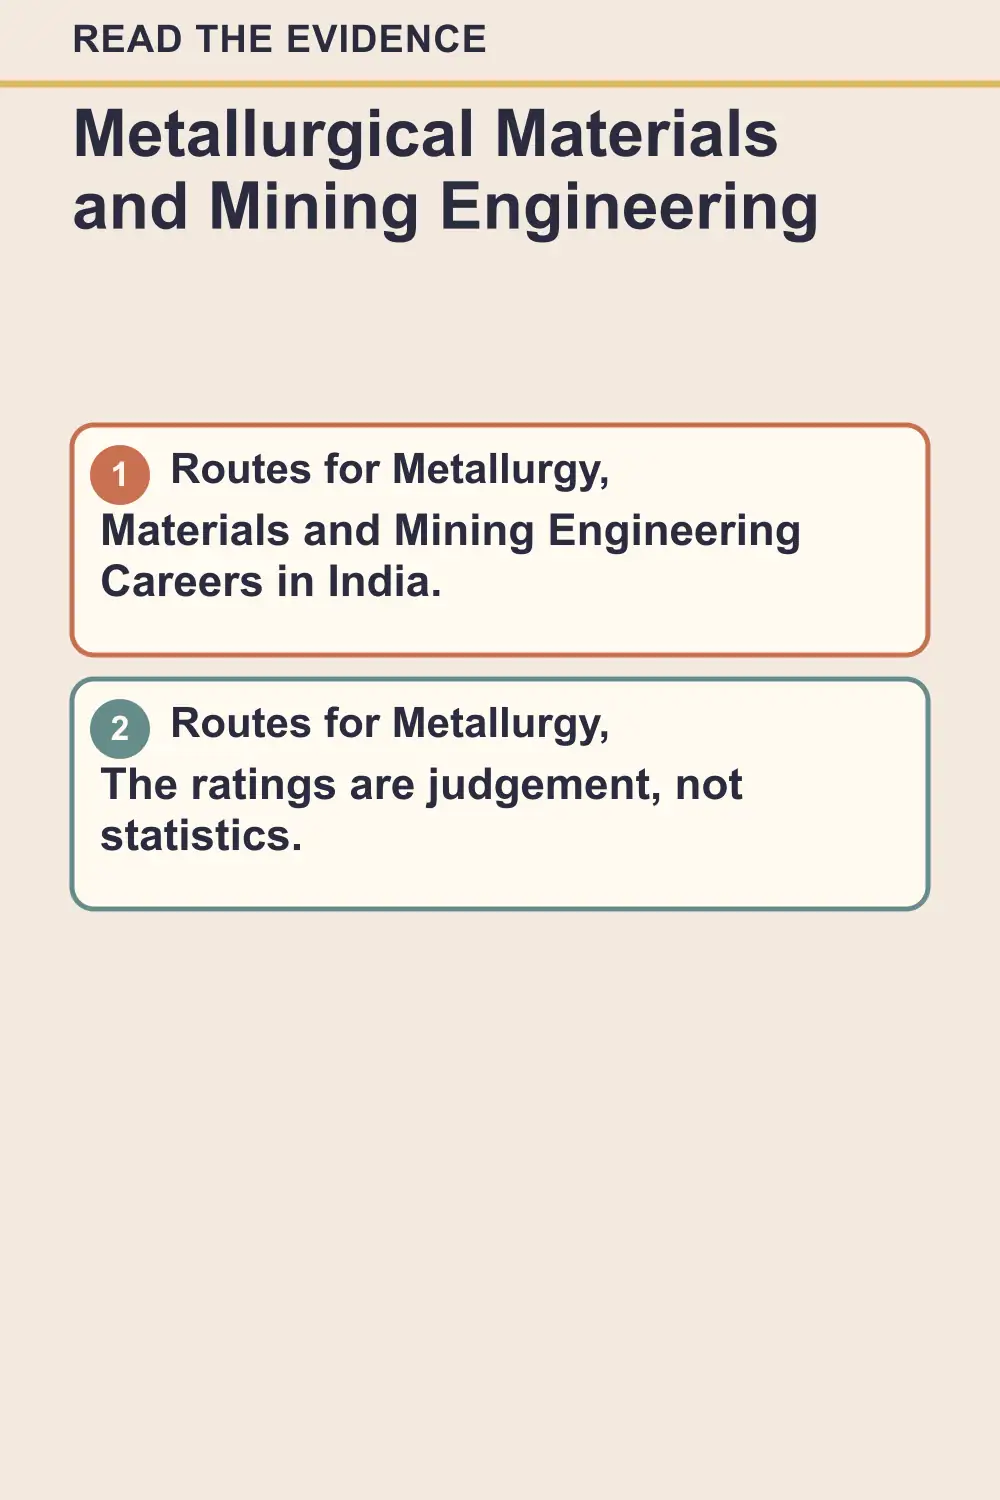 READ THE EVIDENCE
Metallurgical Materials
and Mining Engineering
1 Routes for Metallurgy,
Materials and Mining Engineering
Careers in India.
2 Routes for Metallurgy,
The ratings are judgement, not
statistics.